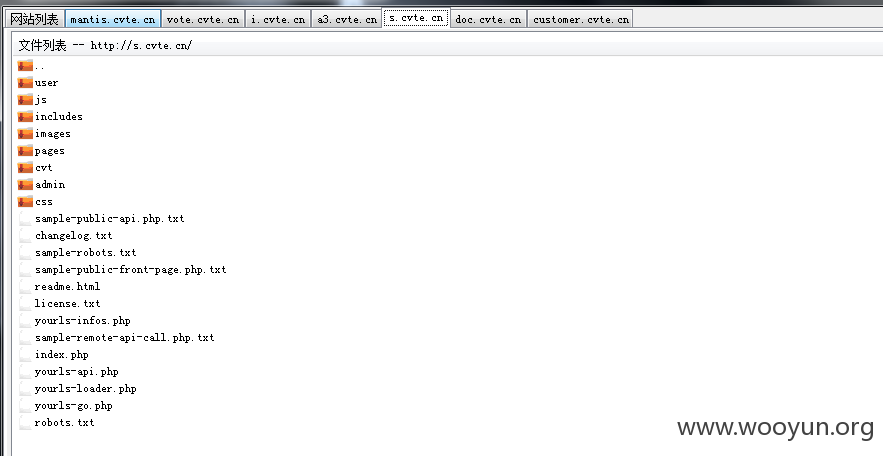 网站列表 mantis.cvte.cn vote.cvte.cn i.cvte.cn a3.cvte.cn s.cvte.cn doc.cvte.cn customer.cvte.cn
文件列表 -- http://s.cvte.cn/
..
user
js
includes
images
pages
cvt
admin
css
sample-public-api.php.txt
changelog.txt
sample-robots.txt
sample-public-front-page.php.txt
readme.html
license.txt
yourls-infos.php
sample-remote-api-call.php.txt
index.php
yourls-api.php
yourls-loader.php
yourls-go.php
robots.txt
www.wooyun.org